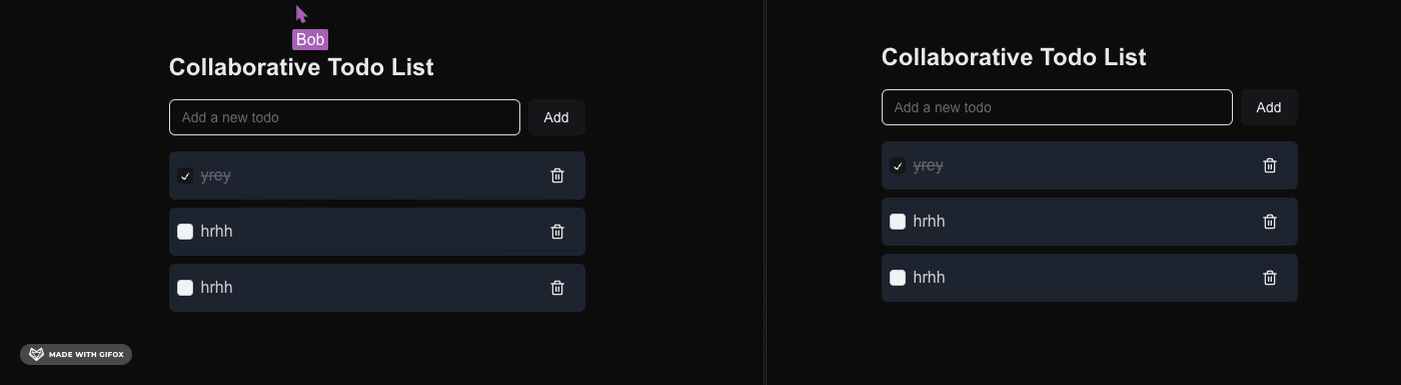 Bob
Collaborative Todo List
Add a new todo
Add
yrey
hrhh
hrhh
MADE WITH GIFOX
Collaborative Todo List
Add a new todo
Add
yrey
hrhh
hrhh